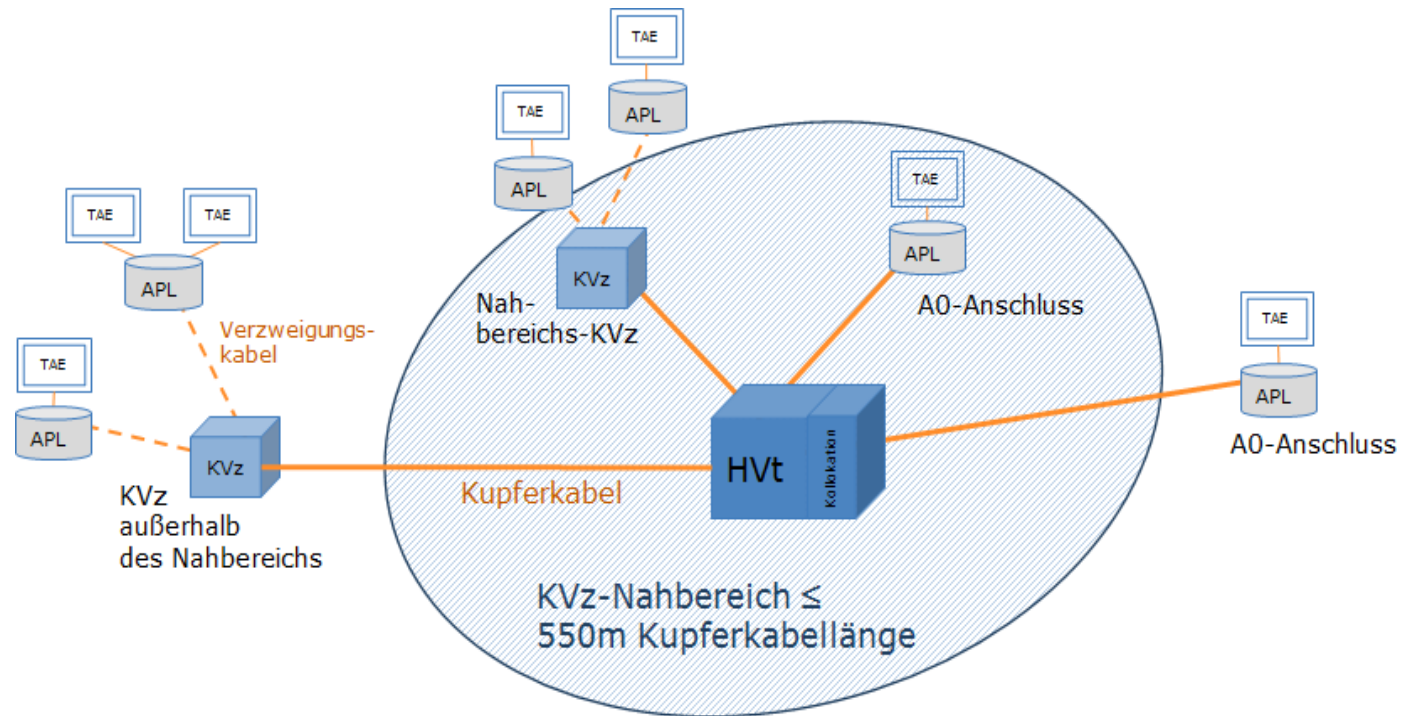 TAE
APL
TAE
APL
TAE
APL
A0-Anschluss
TAE
TAE
APL
Verzweigungs-
kabel
TAE
APL
KVz
Nah-
bereichs-KVz
TAE
APL
A0-Anschluss
KVz
KVz
außerhalb
des Nahbereichs
Kupferkabel
HVt
Kollokation
KVz-Nahbereich ≤
550m Kupferkabellänge